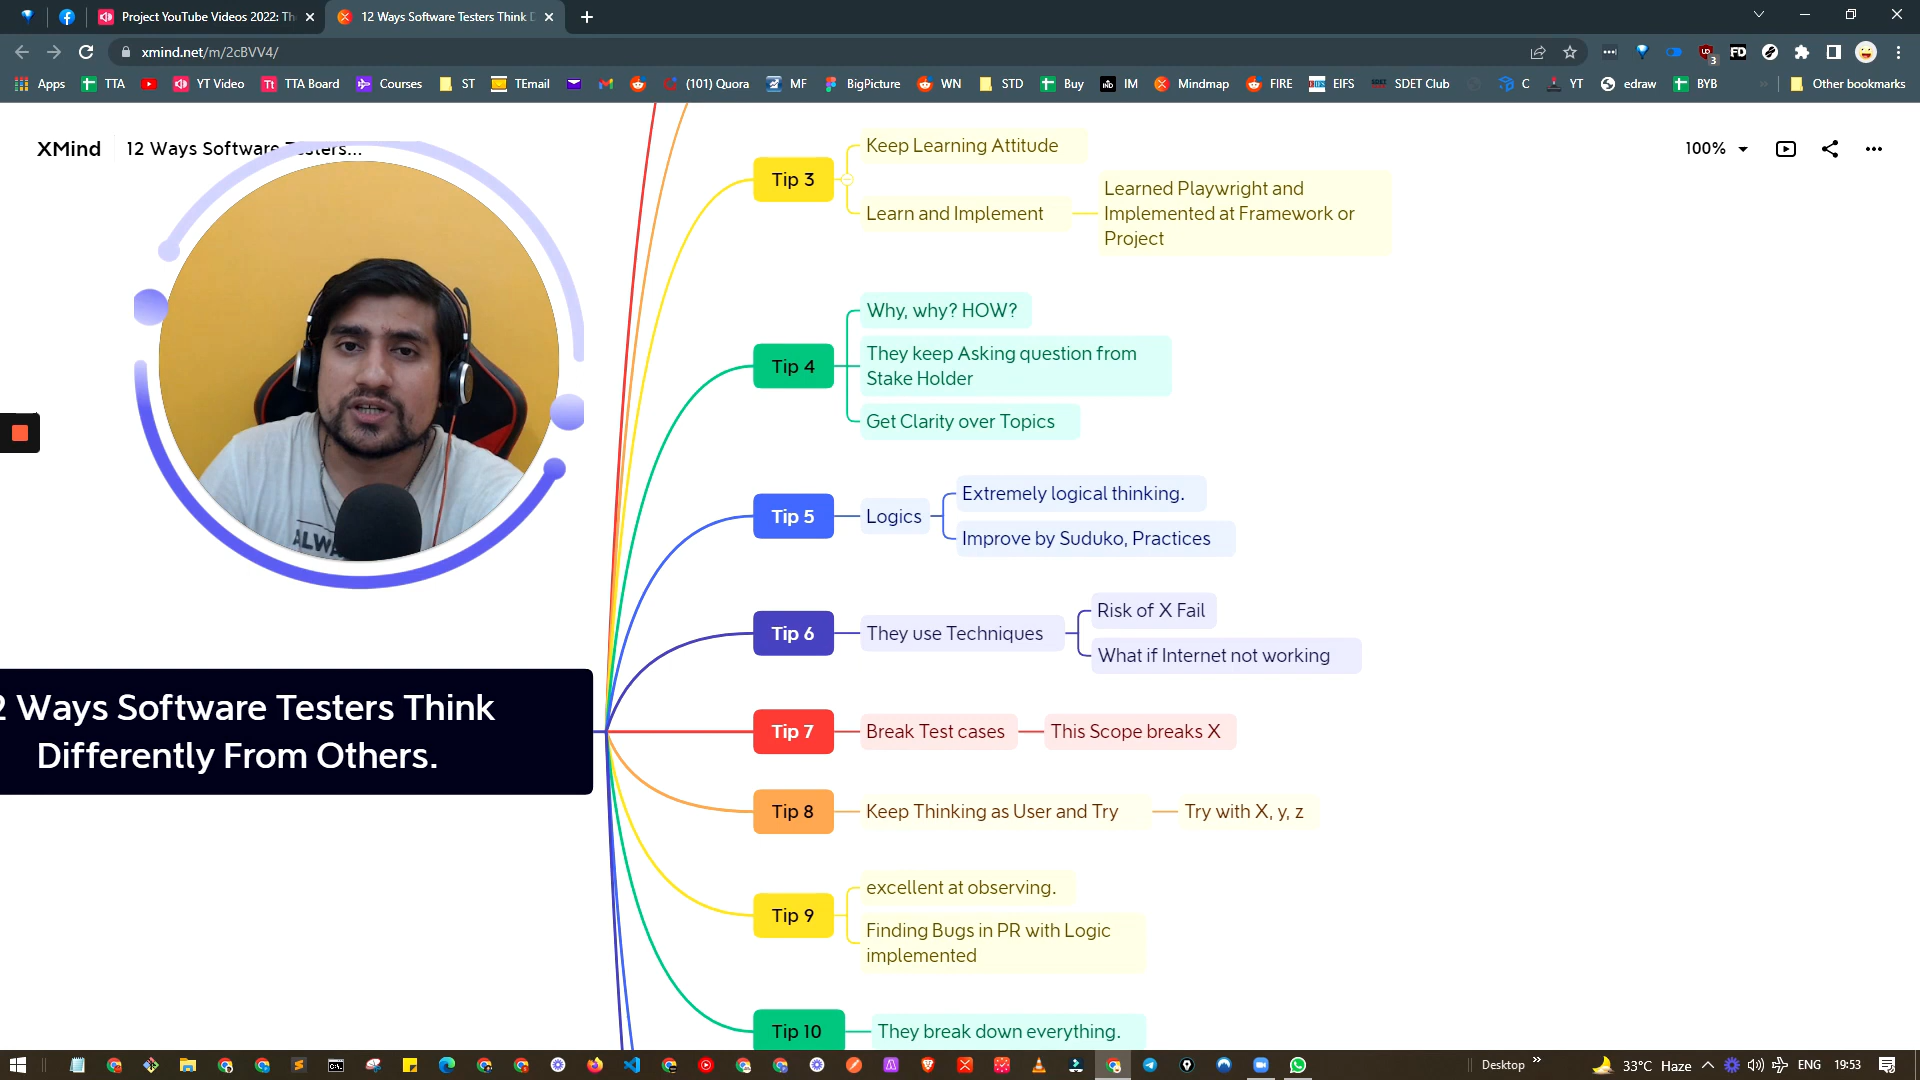 Project YouTube Videos 2022: Th
12 Ways Software Testers Think D
xmind.net/m/2cBVV4/
FD
3
Apps
TTA
YT Video
Tt
TTA Board
Courses
ST
TEmail
(101) Quora
MF
BigPicture
WN
STD
Buy
IM
Mindmap
FIRE
EIFS
SDET Club
C
YT
edraw
BYB
Other bookmarks
XMind
12 Ways Software Testers...
100%
Tip 3
Keep Learning Attitude
Learn and Implement
Learned Playwright and
Implemented at Framework or
Project
Tip 4
Why, why? HOW?
They keep Asking question from
Stake Holder
Get Clarity over Topics
Tip 5
Logics
Extremely logical thinking.
Improve by Suduko, Practices
Tip 6
They use Techniques
Risk of X Fail
What if Internet not working
2 Ways Software Testers Think
Differently From Others.
Tip 7
Break Test cases
This Scope breaks X
Tip 8
Keep Thinking as User and Try
Try with X, y, z
Tip 9
excellent at observing.
Finding Bugs in PR with Logic
implemented
Tip 10
They break down everything.
ALWA
Desktop
33°C Haze
ENG
19:53